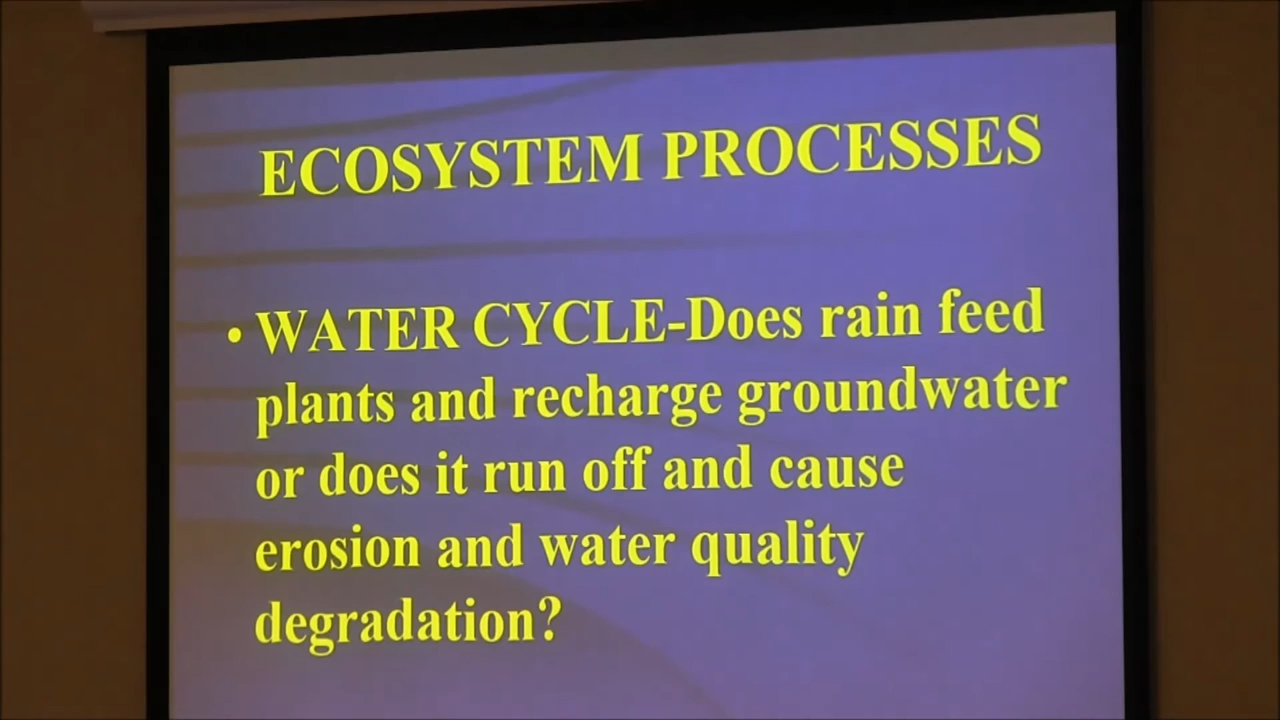 ECOSYSTEM PROCESSES
• WATER CYCLE-Does rain feed
plants and recharge groundwater
or does it run off and cause
erosion and water quality
degradation?